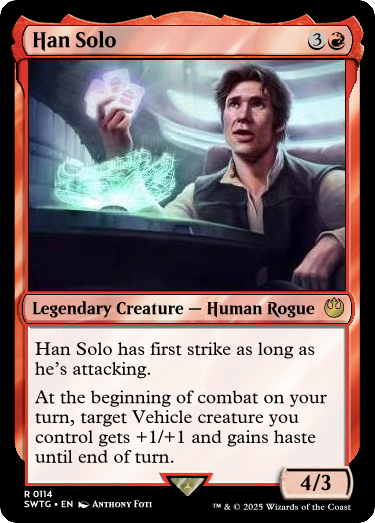 Han Solo 3
Legendary Creature — Human Rogue
Han Solo has first strike as long as
he's attacking.
At the beginning of combat on your
turn, target Vehicle creature you
control gets +1/+1 and gains haste
until end of turn.
4/3
R 0114
SWTG • EN Anthony Foti
™ & © 2025 Wizards of the Coast